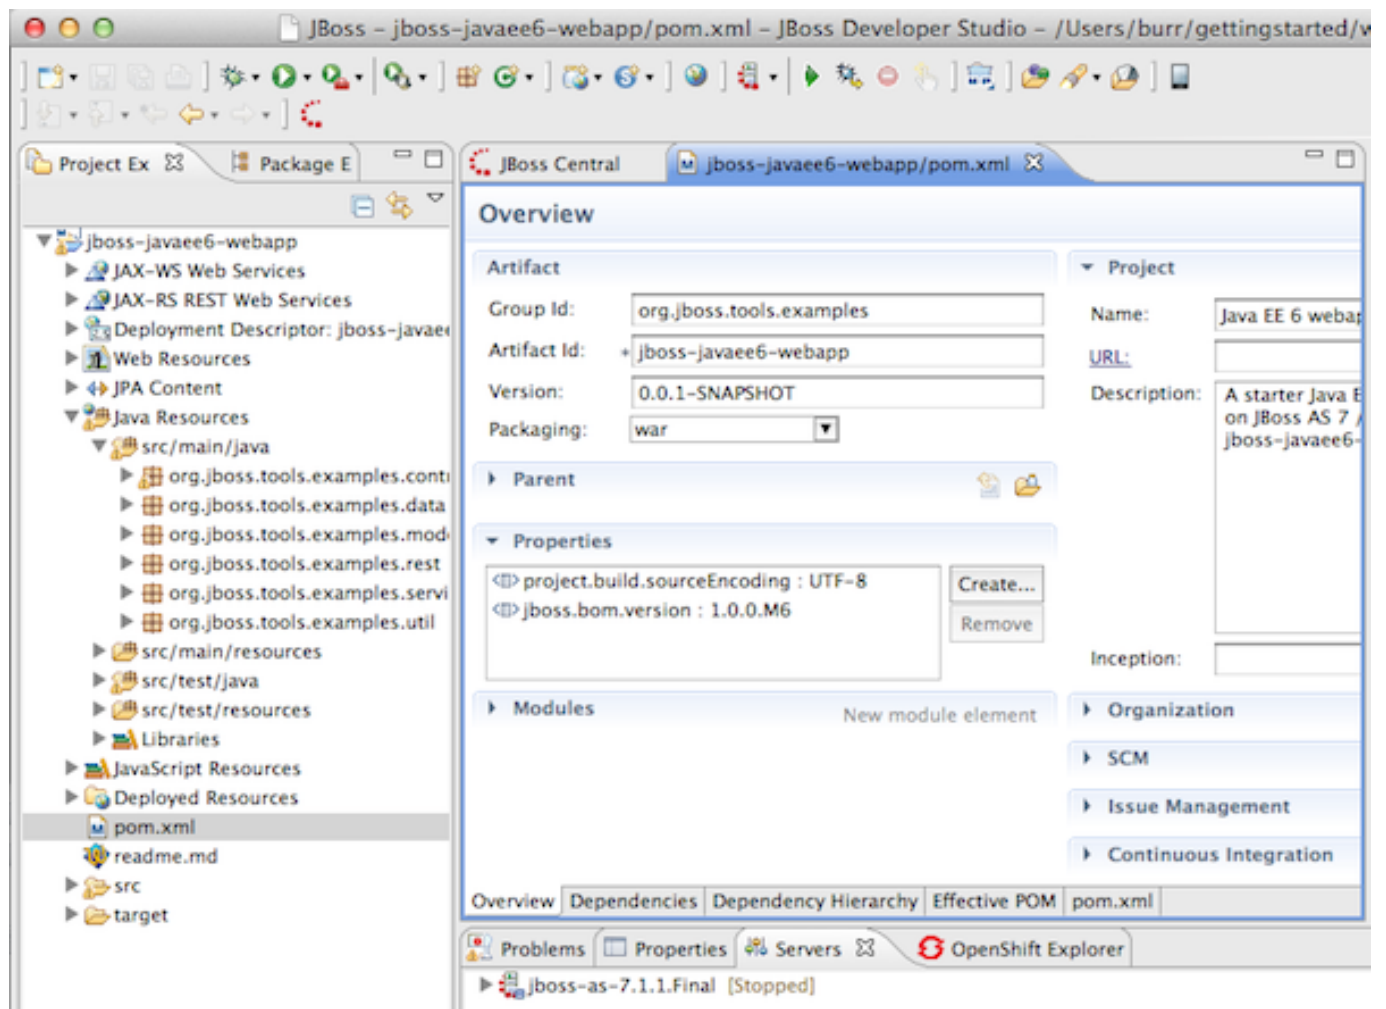 JBoss – jboss-javaee6-webapp/pom.xml – JBoss Developer Studio – /Users/burr/gettingstarted/w
Project Ex
Package E
JBoss Central
jboss-javaee6-webapp/pom.xml
Overview
jboss-javaee6-webapp
JAX-WS Web Services
JAX-RS REST Web Services
Deployment Descriptor: jboss-javaee
Web Resources
JPA Content
Java Resources
src/main/java
org.jboss.tools.examples.contr
org.jboss.tools.examples.data
org.jboss.tools.examples.mode
org.jboss.tools.examples.rest
org.jboss.tools.examples.servi
org.jboss.tools.examples.util
src/main/resources
src/test/java
src/test/resources
Libraries
JavaScript Resources
Deployed Resources
pom.xml
readme.md
src
target
Artifact
Group Id: org.jboss.tools.examples
Artifact Id: * jboss-javaee6-webapp
Version: 0.0.1-SNAPSHOT
Packaging: war
Parent
Properties
project.build.sourceEncoding : UTF-8
jboss.bom.version : 1.0.0.M6
Create...
Remove
Modules
New module element
Project
Name: Java EE 6 webap
URL:
Description: A starter Java E
on JBoss AS 7 /
jboss-javaee6-
Inception:
Organization
SCM
Issue Management
Continuous Integration
Overview Dependencies Dependency Hierarchy Effective POM pom.xml
Problems Properties Servers OpenShift Explorer
jboss-as-7.1.1.Final [Stopped]